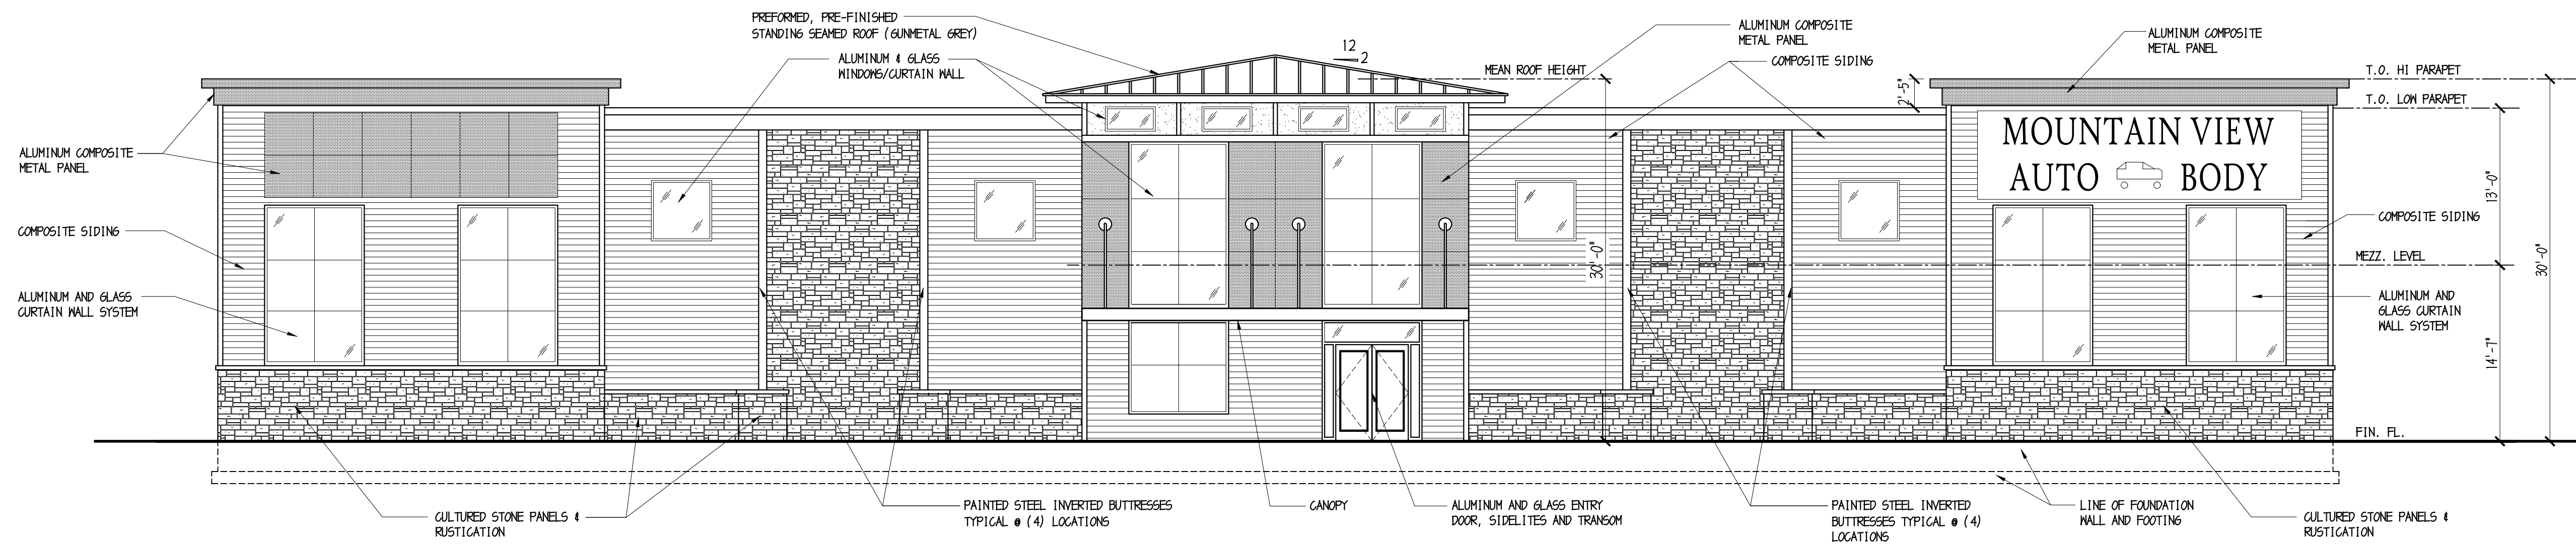 PREFORMED, PRE-FINISHED
STANDING SEAMED ROOF (GUNMETAL GREY)
ALUMINUM & GLASS
WINDOWS/CURTAIN WALL
12
2
MEAN ROOF HEIGHT
ALUMINUM COMPOSITE
METAL PANEL
COMPOSITE SIDING
2'-5"
ALUMINUM COMPOSITE
METAL PANEL
T.O. HI PARAPET
T.O. LOW PARAPET
ALUMINUM COMPOSITE
METAL PANEL
COMPOSITE SIDING
ALUMINUM AND GLASS
CURTAIN WALL SYSTEM
MOUNTAIN VIEW
AUTO BODY
30'-0"
13'-0"
COMPOSITE SIDING
MEZZ. LEVEL
30'-0"
ALUMINUM AND
GLASS CURTAIN
WALL SYSTEM
14'-7"
FIN. FL.
CULTURED STONE PANELS &
RUSTICATION
PAINTED STEEL INVERTED BUTTRESSES
TYPICAL @ (4) LOCATIONS
CANOPY
ALUMINUM AND GLASS ENTRY
DOOR, SIDELITES AND TRANSOM
PAINTED STEEL INVERTED
BUTTRESSES TYPICAL @ (4)
LOCATIONS
LINE OF FOUNDATION
WALL AND FOOTING
CULTURED STONE PANELS &
RUSTICATION